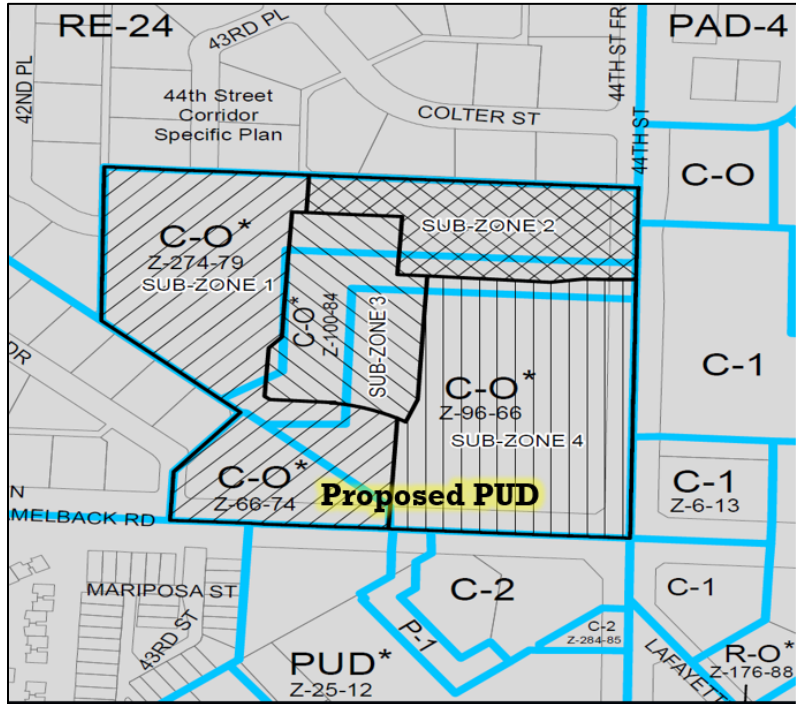 RE-24
43RD PL
44TH ST FR
PAD-4
42ND PL
44th Street
Corridor
Specific Plan
COLTER ST
44TH ST
C-O
SUB-ZONE 2
C-O*
Z-274-79
SUB-ZONE 1
C-O*
Z-100-84
SUB-ZONE 3
C-1
DR
C-O*
Z-96-66
SUB-ZONE 4
C-O*
Z-66-74
Proposed PUD
C-1
Z-6-13
N
MELBACK RD
MARIPOSA ST
43RD ST
C-2
C-1
P-1
C-2
Z-284-85
LAFAYETT
PUD*
Z-25-12
R-O*
Z-176-88